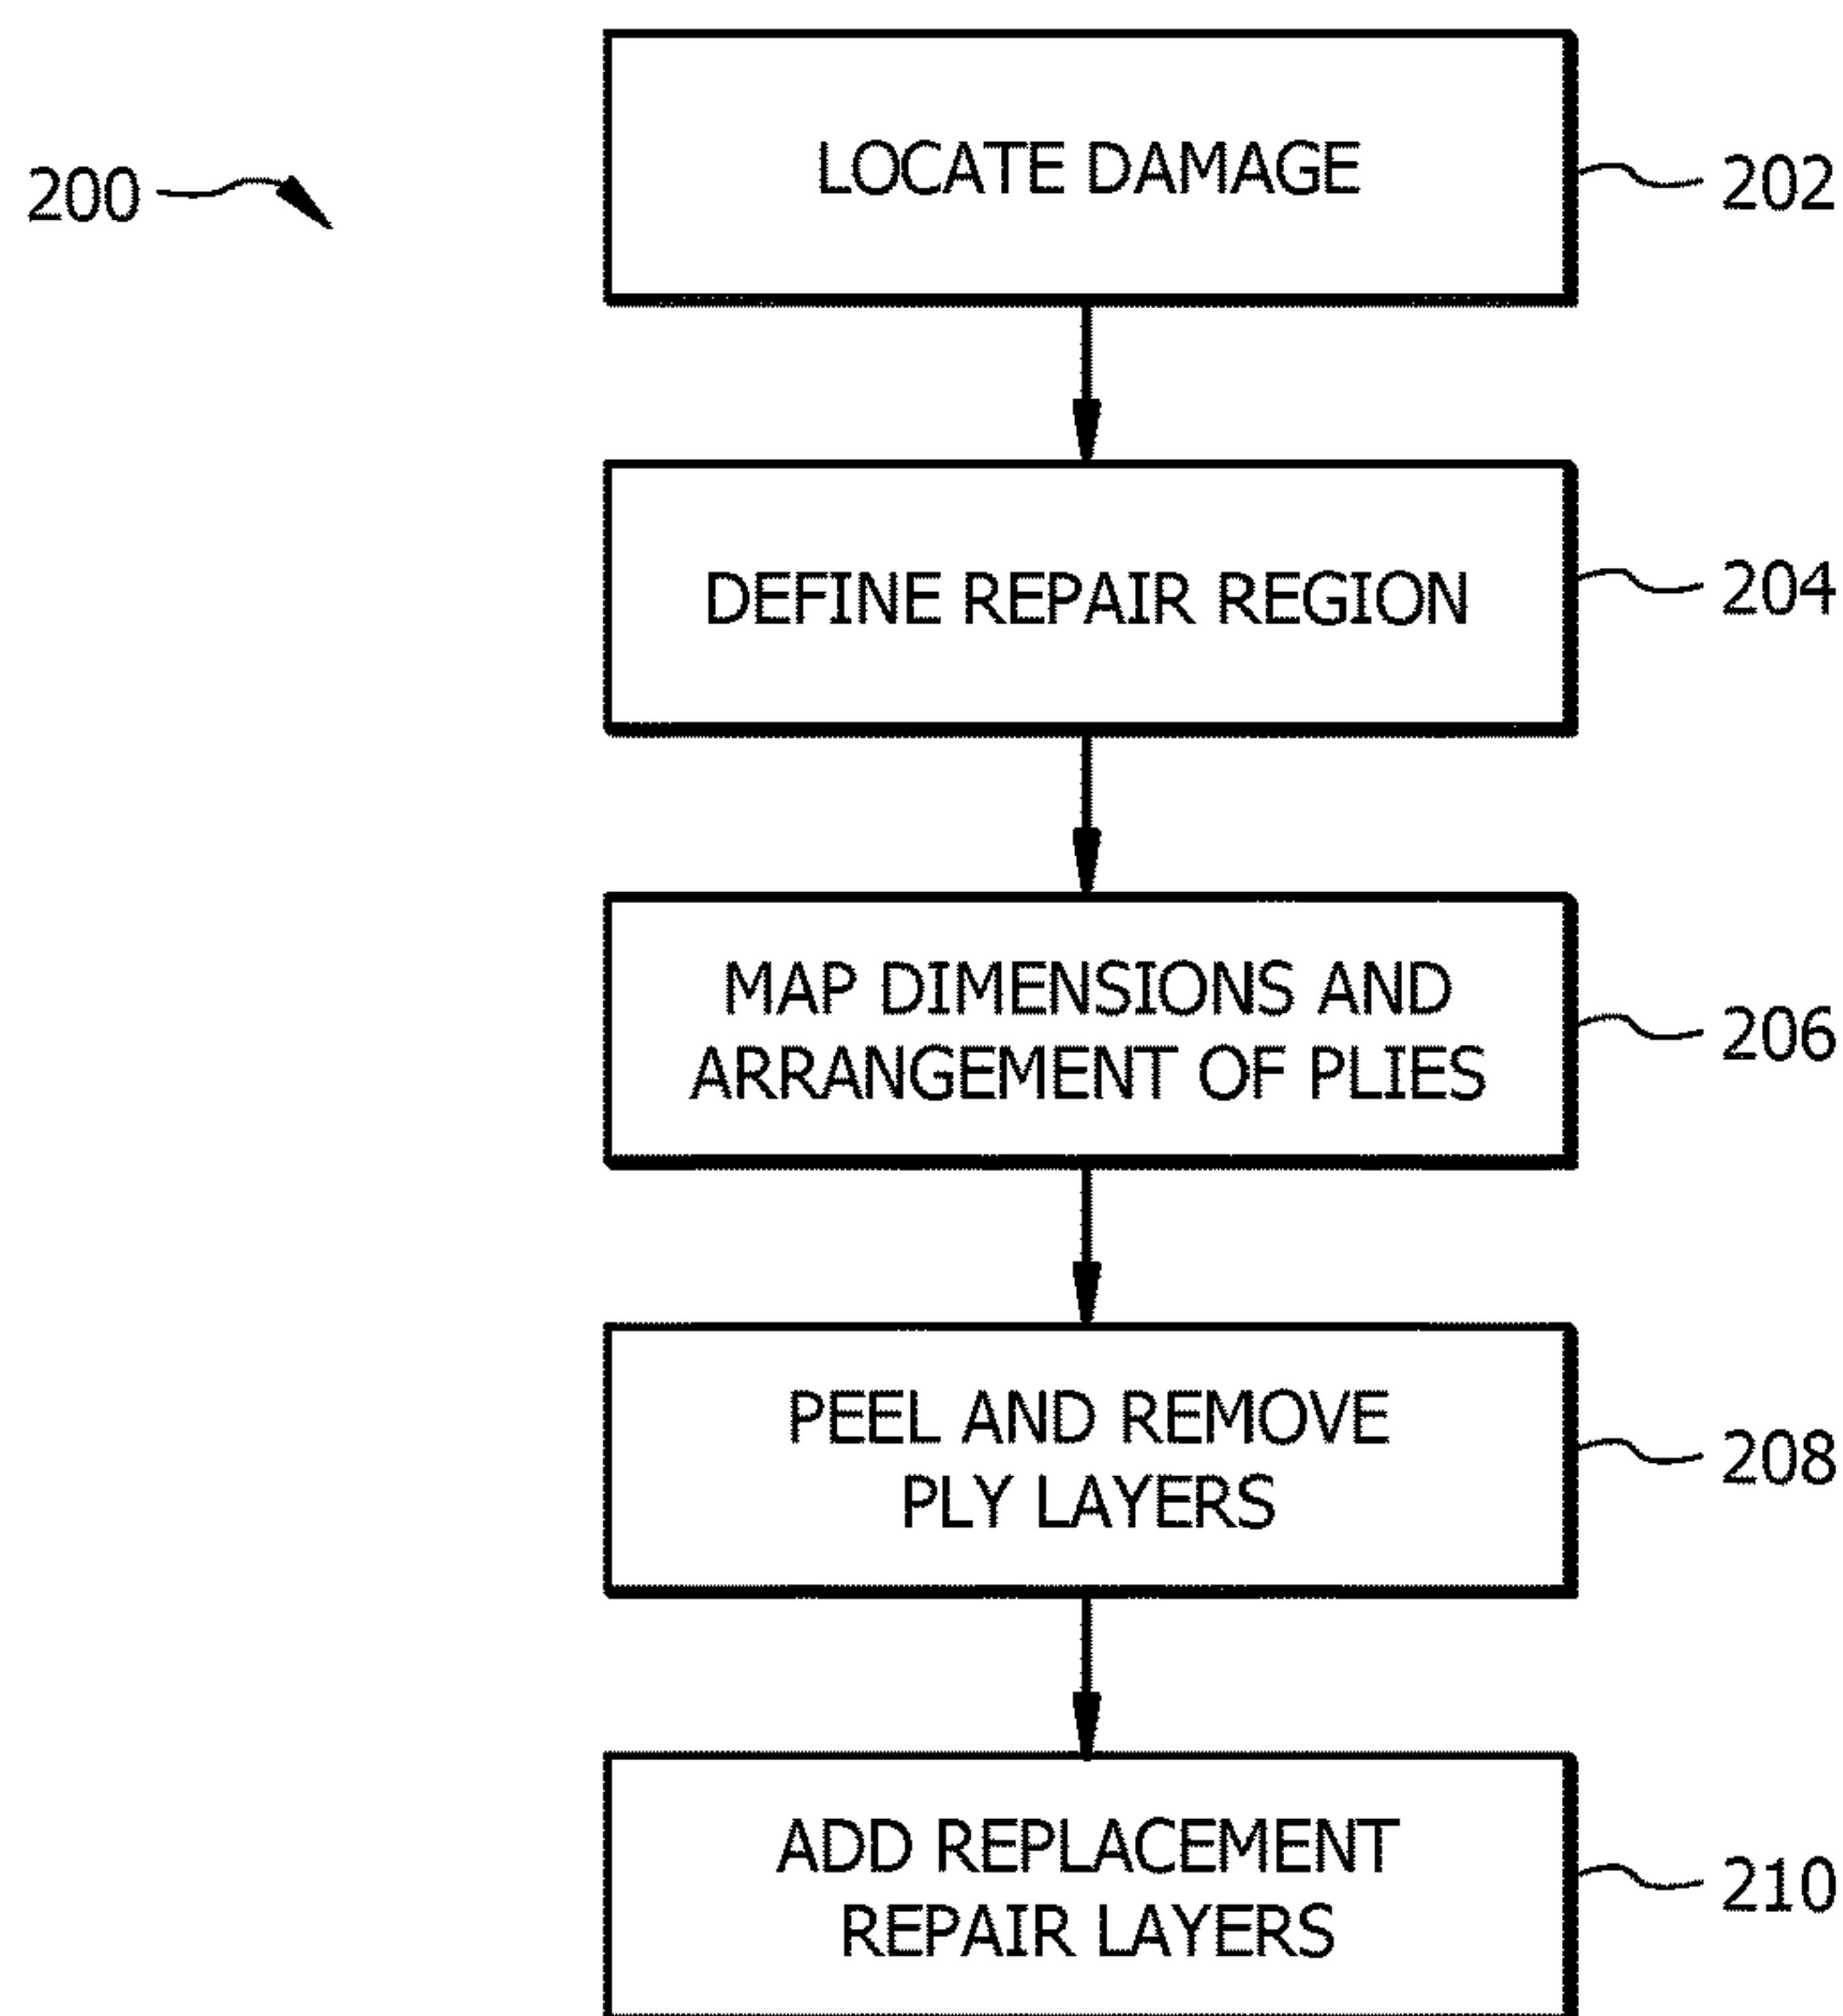 200
LOCATE DAMAGE
202
DEFINE REPAIR REGION
204
MAP DIMENSIONS AND
ARRANGEMENT OF PLIES
206
PEEL AND REMOVE
PLY LAYERS
208
ADD REPLACEMENT
REPAIR LAYERS
210